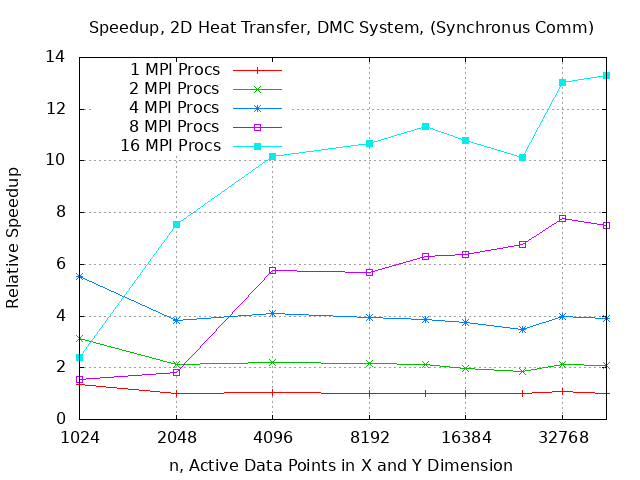 Speedup, 2D Heat Transfer, DMC System, (Synchronus Comm)
14
12
10
8
6
4
2
0
Relative Speedup
1 MPI Procs
2 MPI Procs
4 MPI Procs
8 MPI Procs
16 MPI Procs
1024 2048 4096 8192 16384 32768
n, Active Data Points in X and Y Dimension